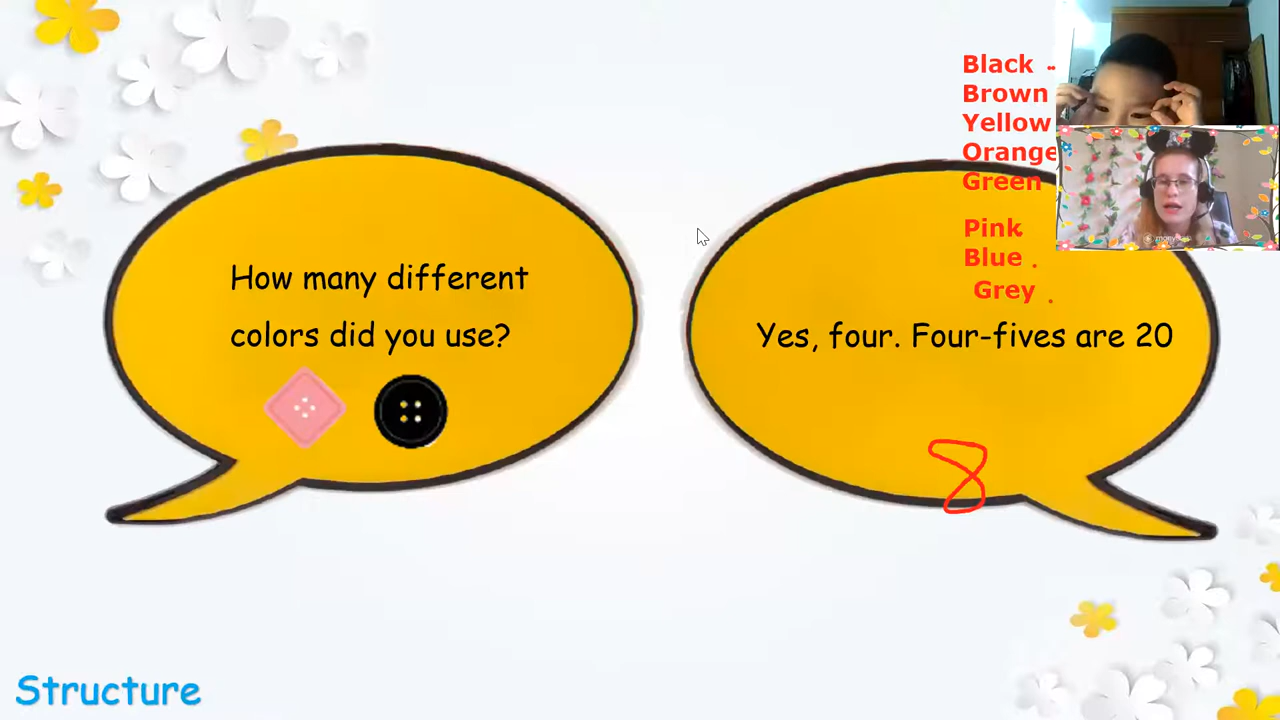 Black ..
Brown
Yellow
Orange
Green
Pink
Blue .
Grey .
How many different
colors did you use?
Yes, four. Four-fives are 20
8
Structure